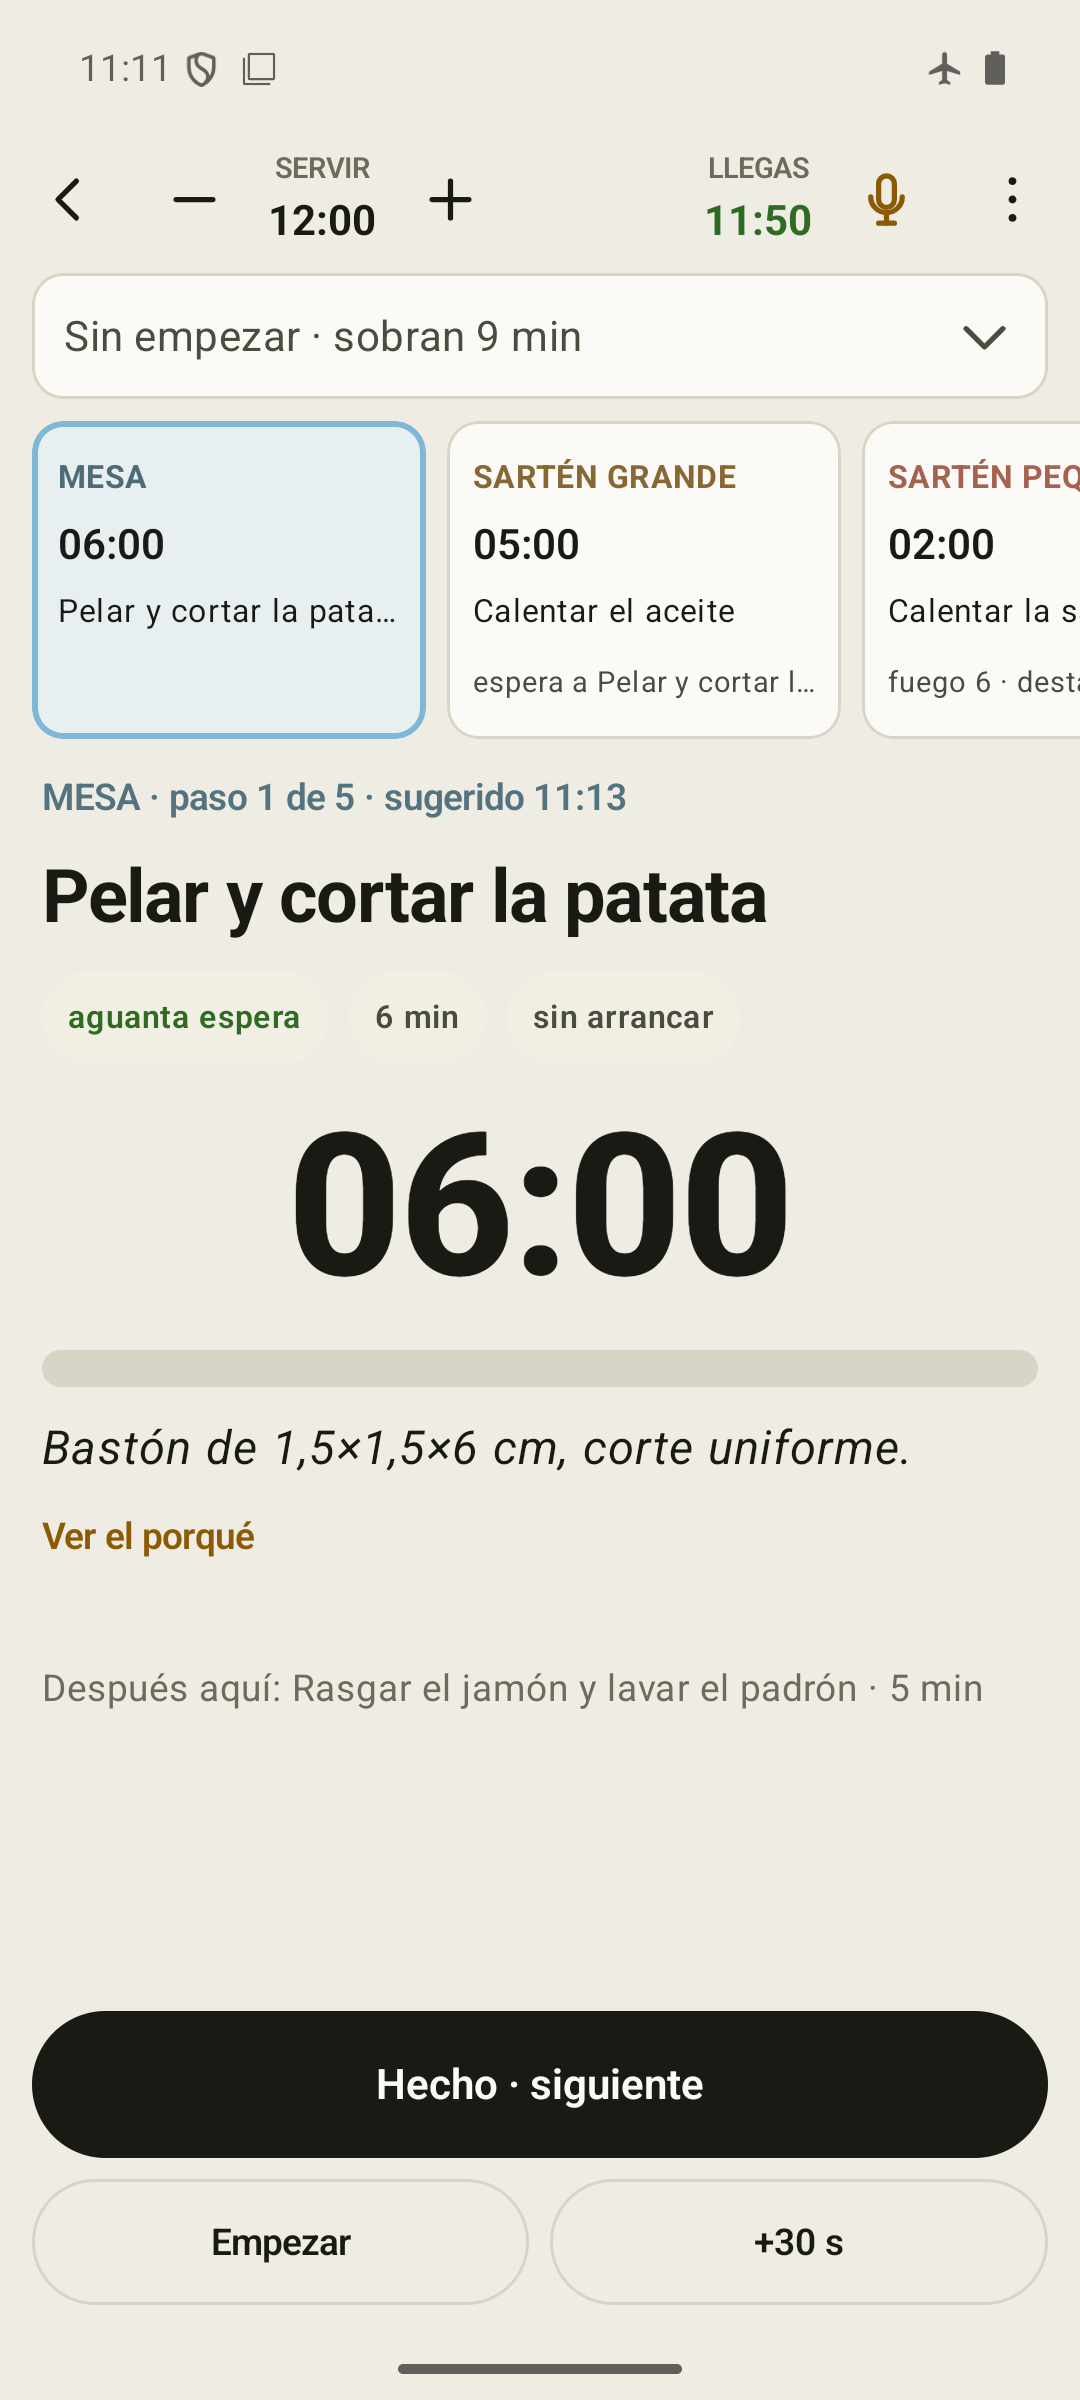 11:11
SERVIR
12:00
LLEGAS
11:50
Sin empezar · sobran 9 min
MESA
06:00
Pelar y cortar la pata…
SARTÉN GRANDE
05:00
Calentar el aceite
espera a Pelar y cortar l…
SARTÉN PEQ
02:00
Calentar la s
fuego 6 · dest
MESA · paso 1 de 5 · sugerido 11:13
Pelar y cortar la patata
aguanta espera
6 min
sin arrancar
06:00
Bastón de 1,5×1,5×6 cm, corte uniforme.
Ver el porqué
Después aquí: Rasgar el jamón y lavar el padrón · 5 min
Hecho · siguiente
Empezar
+30 s